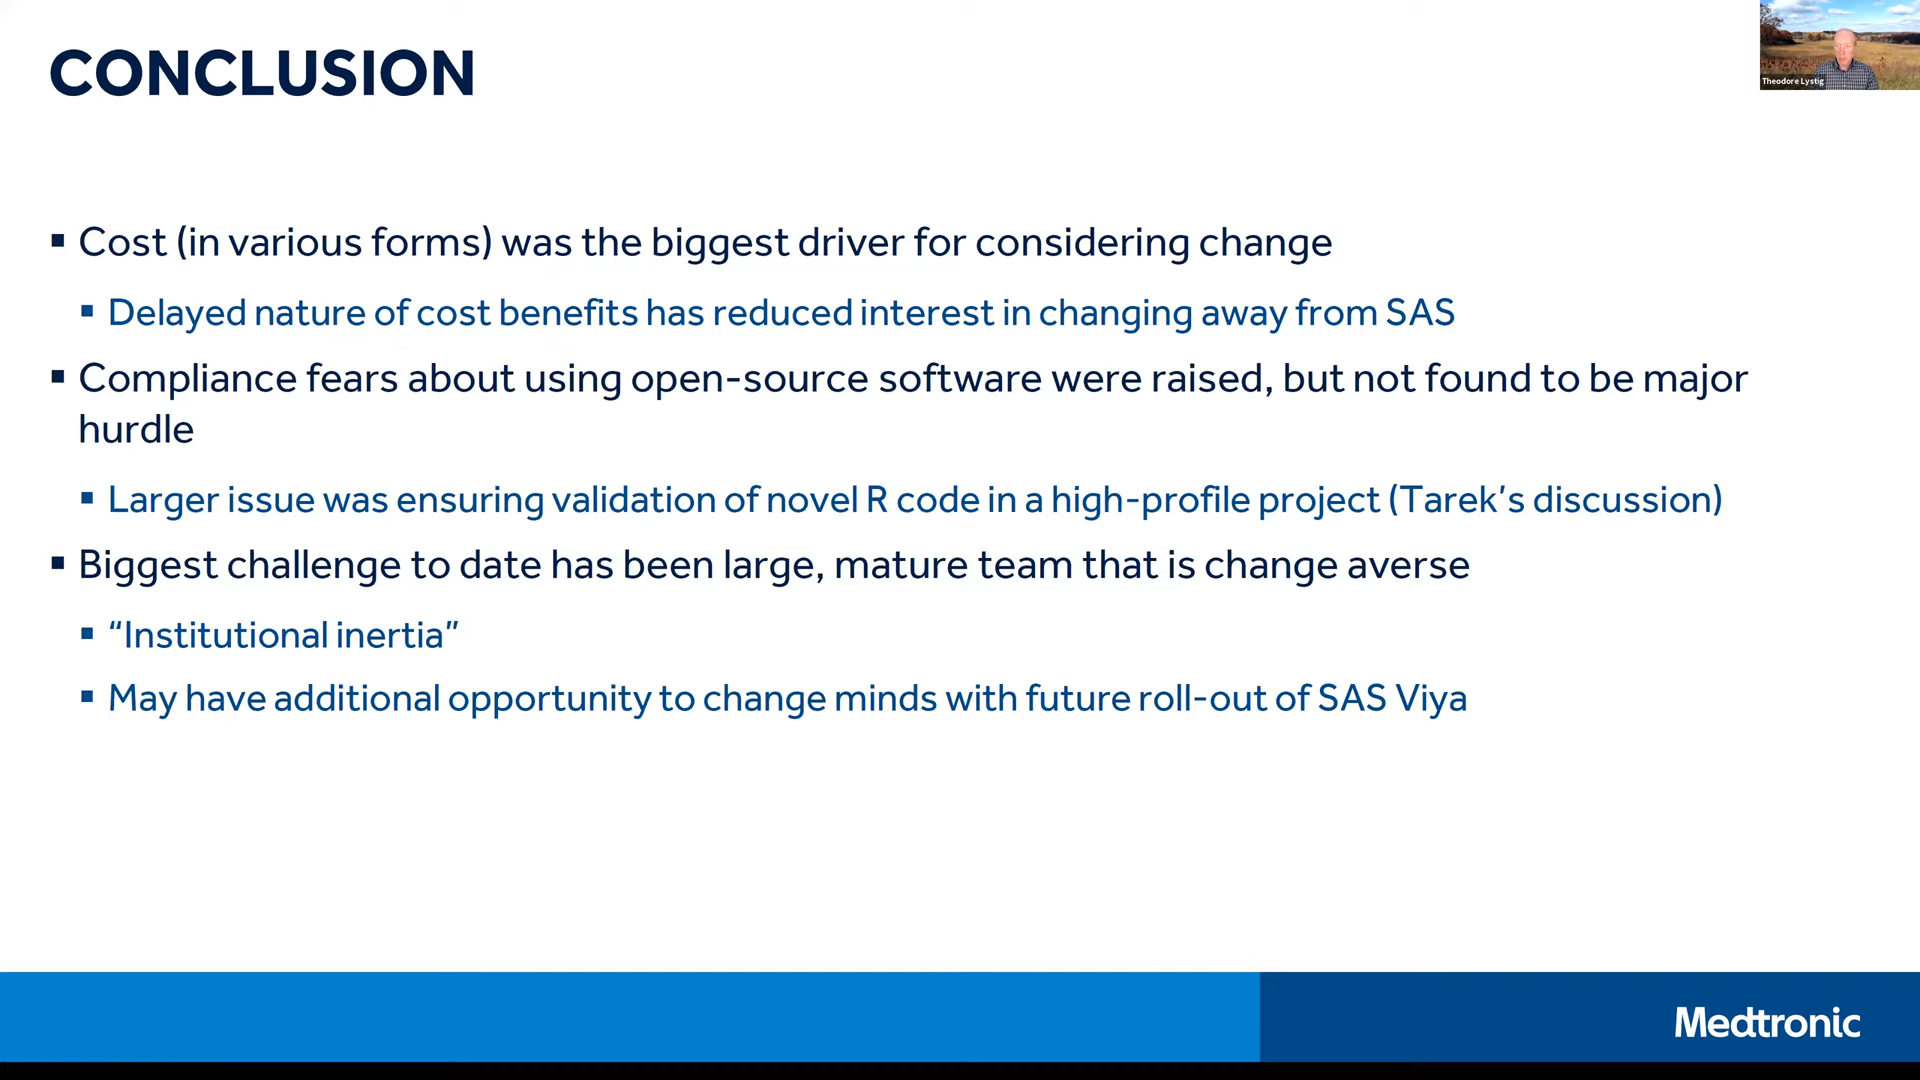 CONCLUSION
Theodore Lystig
▪ Cost (in various forms) was the biggest driver for considering change
▪ Delayed nature of cost benefits has reduced interest in changing away from SAS
▪ Compliance fears about using open-source software were raised, but not found to be major
hurdle
▪ Larger issue was ensuring validation of novel R code in a high-profile project (Tarek’s discussion)
▪ Biggest challenge to date has been large, mature team that is change averse
▪ “Institutional inertia”
▪ May have additional opportunity to change minds with future roll-out of SAS Viya
Medtronic